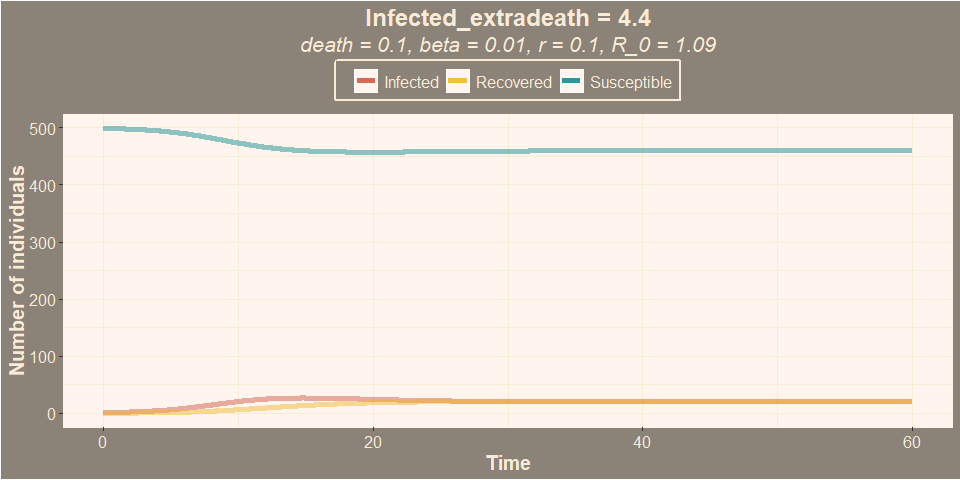 Infected_extradeath = 4.4
death = 0.1, beta = 0.01, r = 0.1, R_0 = 1.09
Infected Recovered Susceptible
Number of individuals
500
400
300
200
100
0
0 20 40 60
Time